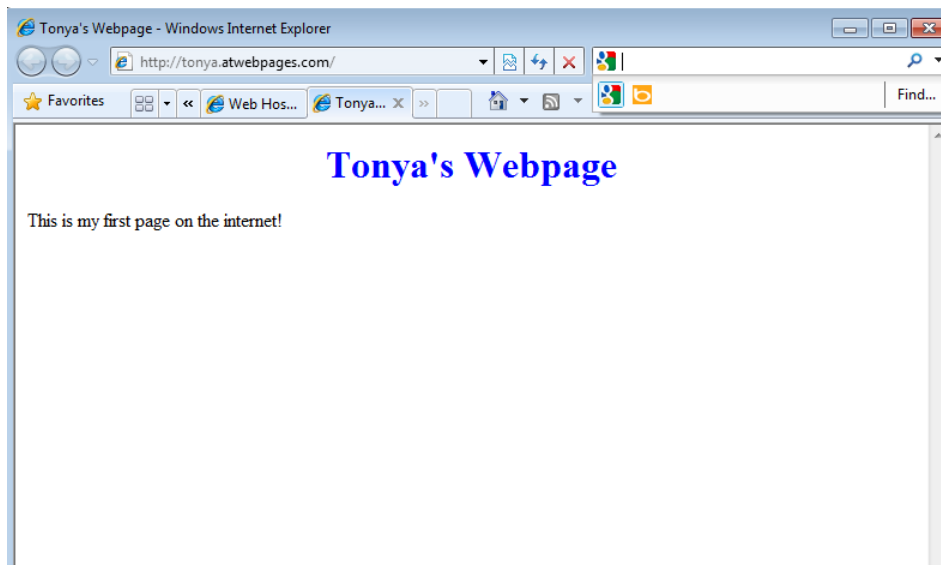 Tonya's Webpage - Windows Internet Explorer
http://tonya.atwebpages.com/
Favorites
Web Hos...
Tonya...
Find...
Tonya's Webpage
This is my first page on the internet!